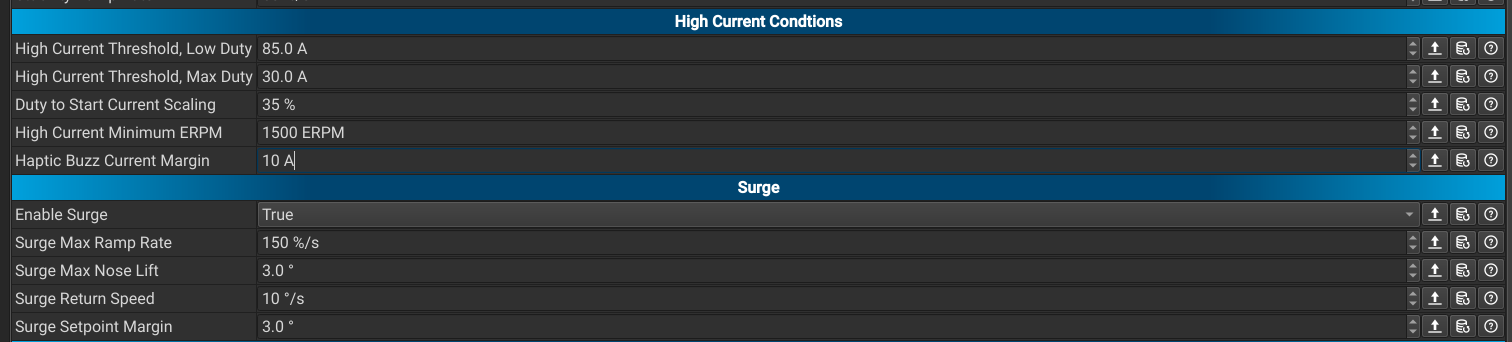 High Current Condtions
High Current Threshold, Low Duty 85.0 A
High Current Threshold, Max Duty 30.0 A
Duty to Start Current Scaling 35 %
High Current Minimum ERPM 1500 ERPM
Haptic Buzz Current Margin 10 A
Surge
Enable Surge True
Surge Max Ramp Rate 150 %/s
Surge Max Nose Lift 3.0 °
Surge Return Speed 10 °/s
Surge Setpoint Margin 3.0 °